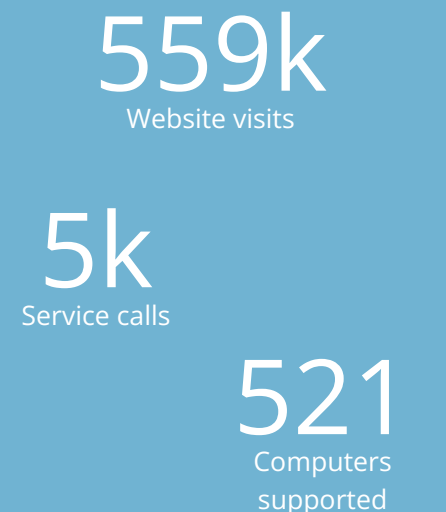 559k
Website visits
5k
Service calls
521
Computers
supported